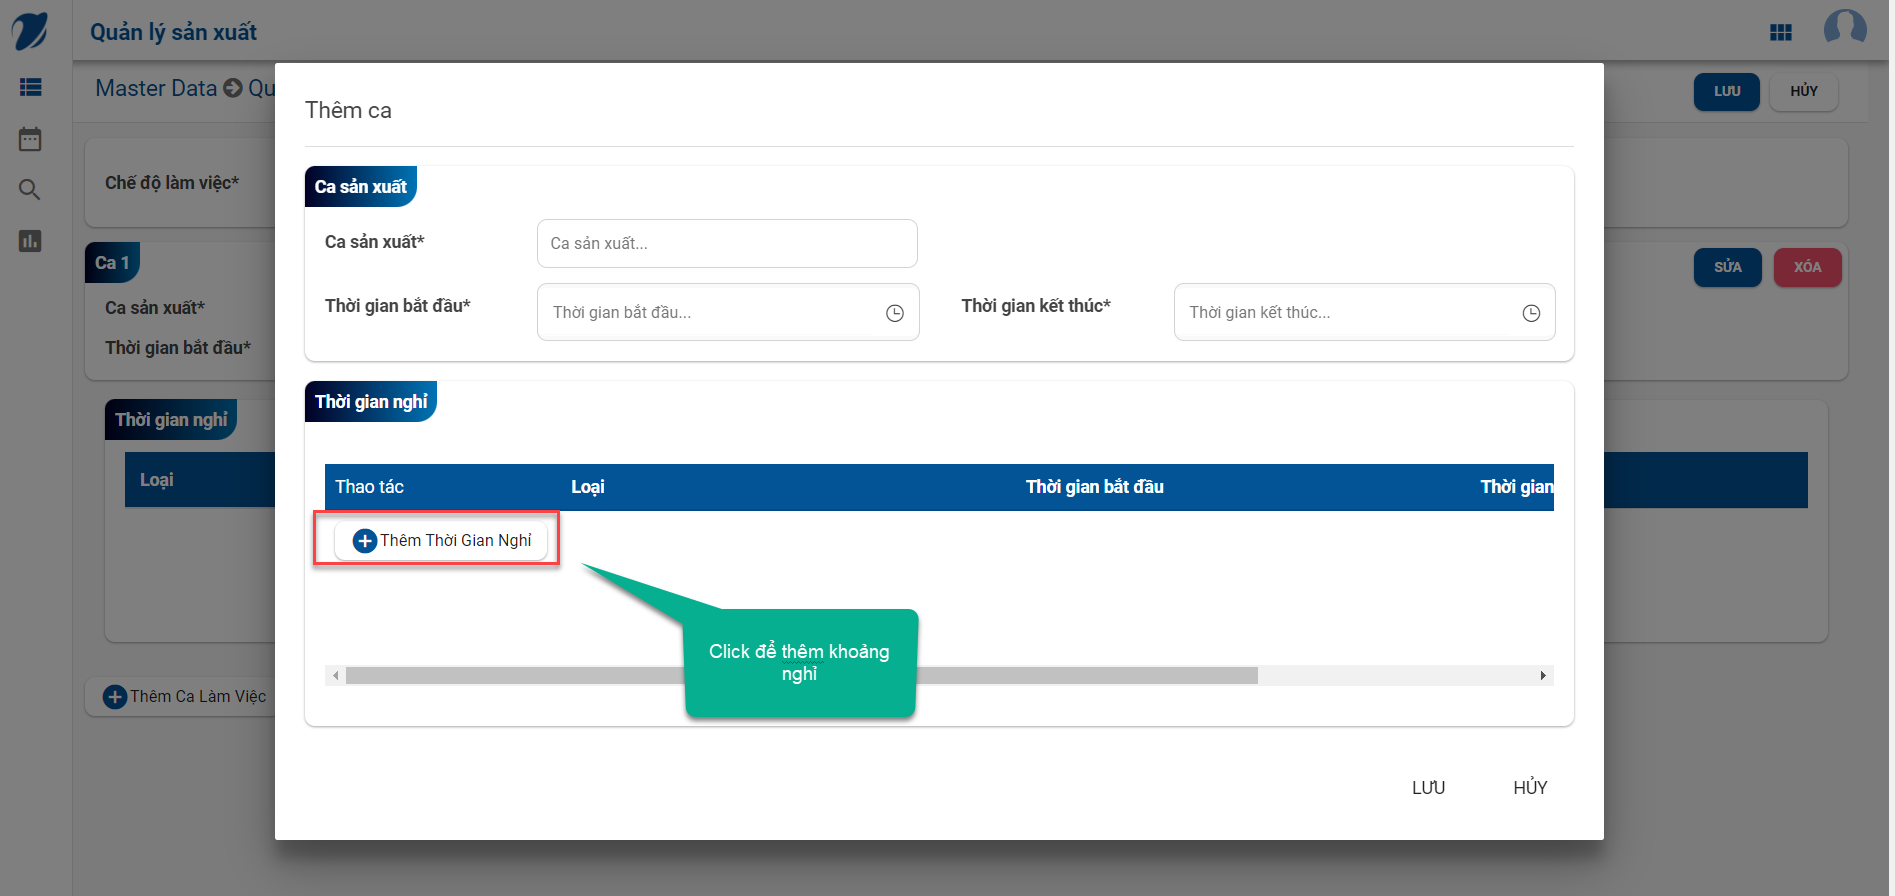 Quản lý sản xuất
Master Data Qu
LƯU HỦY
Chế độ làm việc*
Ca 1
SỬA XÓA
Ca sản xuất*
Thời gian bắt đầu*
Thời gian nghỉ
Loại
Thêm Ca Làm Việc
Thêm ca
Ca sản xuất
Ca sản xuất* Ca sản xuất...
Thời gian bắt đầu* Thời gian bắt đầu... Thời gian kết thúc* Thời gian kết thúc...
Thời gian nghỉ
Thao tác Loại Thời gian bắt đầu Thời gian
Thêm Thời Gian Nghỉ
Click để thêm khoảng
nghỉ
LƯU HỦY